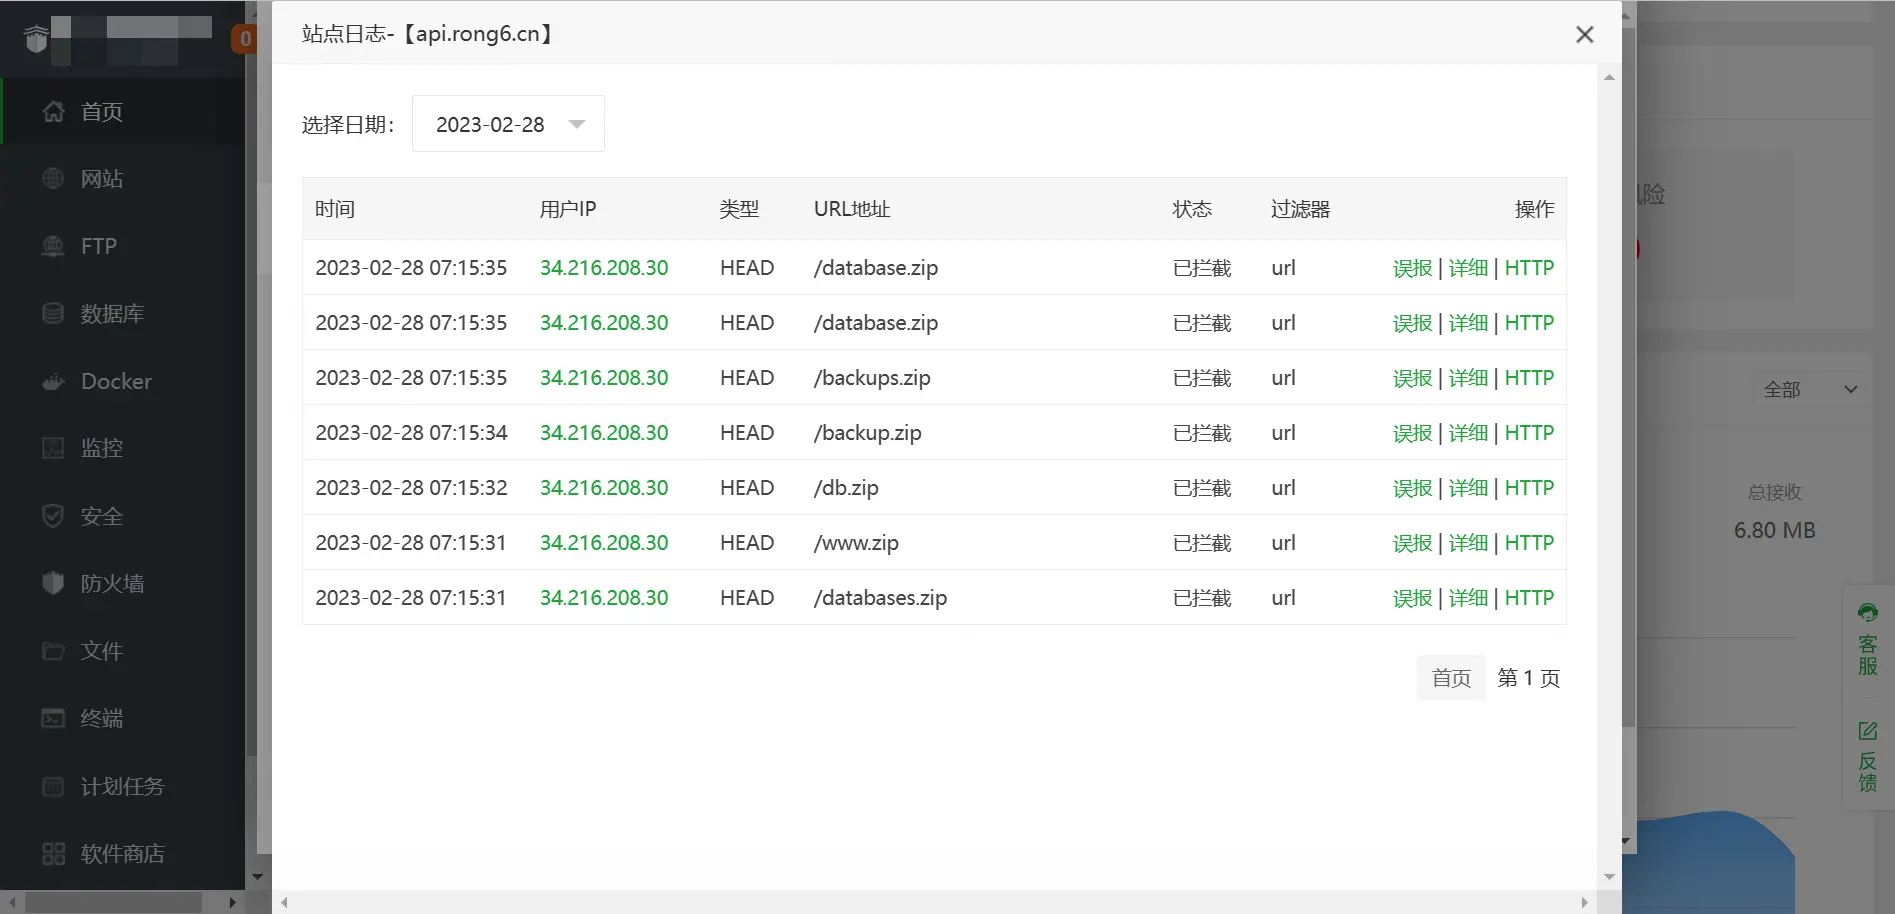 站点日志-【api.rong6.cn】
0
首页
网站
FTP
数据库
Docker
监控
安全
防火墙
文件
终端
计划任务
软件商店
选择日期：
2023-02-28
时间 用户IP 类型 URL地址 状态 过滤器 操作
2023-02-28 07:15:35 34.216.208.30 HEAD /database.zip 已拦截 url 误报 | 详细 | HTTP
2023-02-28 07:15:35 34.216.208.30 HEAD /database.zip 已拦截 url 误报 | 详细 | HTTP
2023-02-28 07:15:35 34.216.208.30 HEAD /backups.zip 已拦截 url 误报 | 详细 | HTTP
2023-02-28 07:15:34 34.216.208.30 HEAD /backup.zip 已拦截 url 误报 | 详细 | HTTP
2023-02-28 07:15:32 34.216.208.30 HEAD /db.zip 已拦截 url 误报 | 详细 | HTTP
2023-02-28 07:15:31 34.216.208.30 HEAD /www.zip 已拦截 url 误报 | 详细 | HTTP
2023-02-28 07:15:31 34.216.208.30 HEAD /databases.zip 已拦截 url 误报 | 详细 | HTTP
首页 第 1 页
险
全部
总接收
6.80 MB
客服
反馈